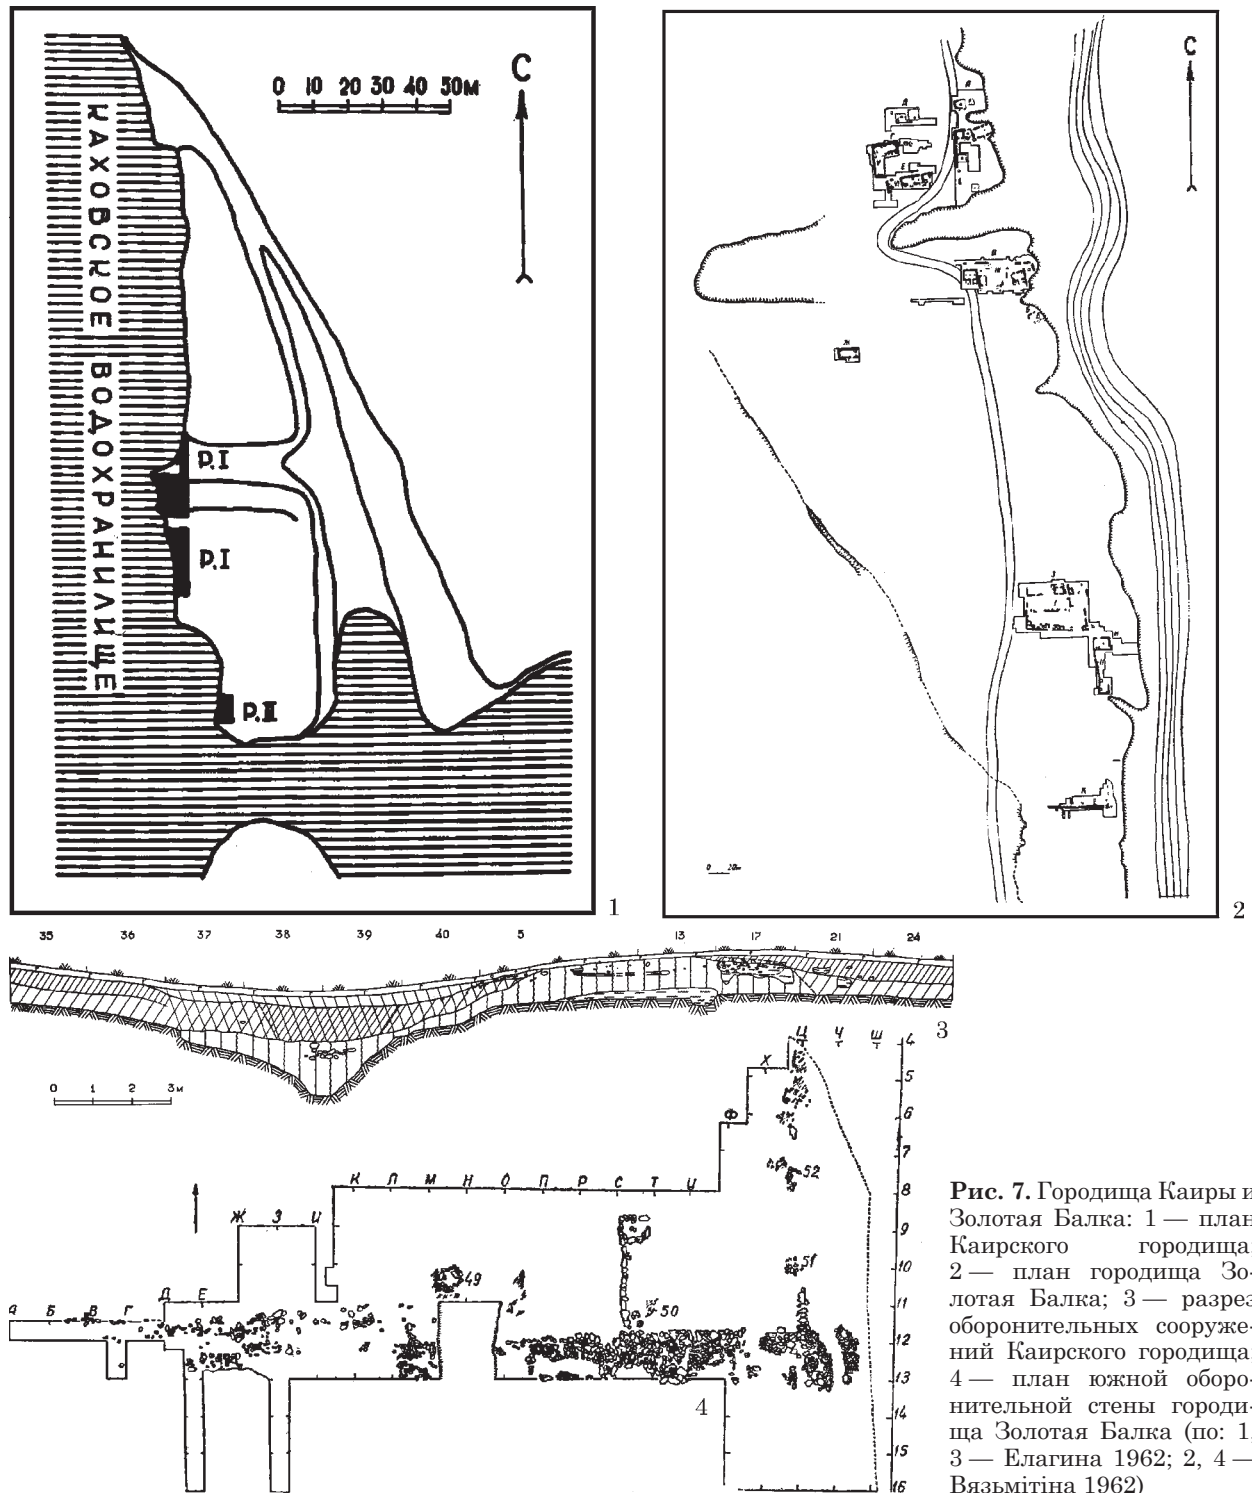 КАХОВСКОЕ ВОДОХРАНИЛИЩЕ
0 10 20 30 40 50М
С
Р.I
Р.I
Р.II
1
С
0 20м
2
35 36 37 38 39 40 5 13 17 21 24
3
0 1 2 3м
Ц Ч Ш
Х
Ф
К Л М Н О П Р С Т У
Ж З И
Д Е
А Б В Г
4
5
6
7
8
9
10
11
12
13
14
15
16
52
51
49
50
4
Рис. 7. Городища Каиры и
Золотая Балка: 1 — план
Каирского городища
2 — план городища Зо-
лотая Балка; 3 — разрез
оборонительных сооруже-
ний Каирского городища
4 — план южной оборо-
нительной стены городи-
ща Золотая Балка (по: 1,
3 — Елагина 1962; 2, 4 —
Вязьмітіна 1962)